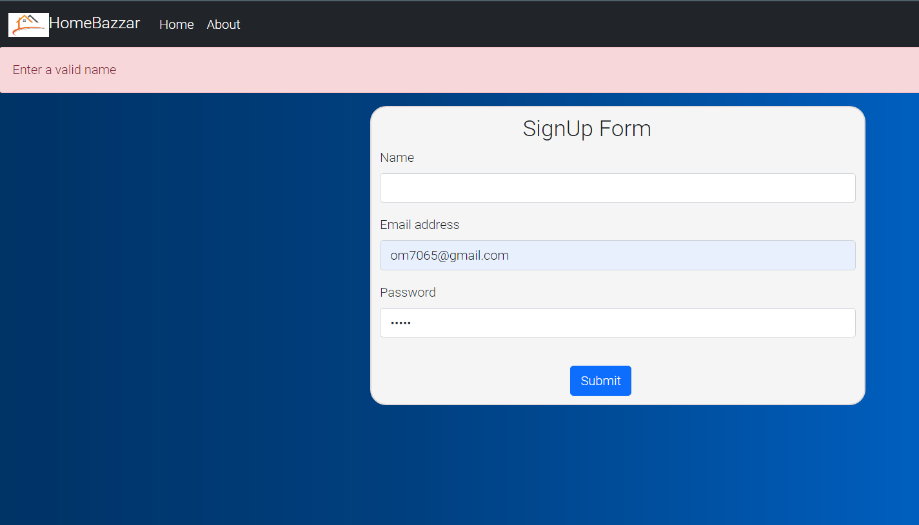 HomeBazzar Home About
Enter a valid name
SignUp Form
Name
Email address
om7065@gmail.com
Password
•••••
Submit